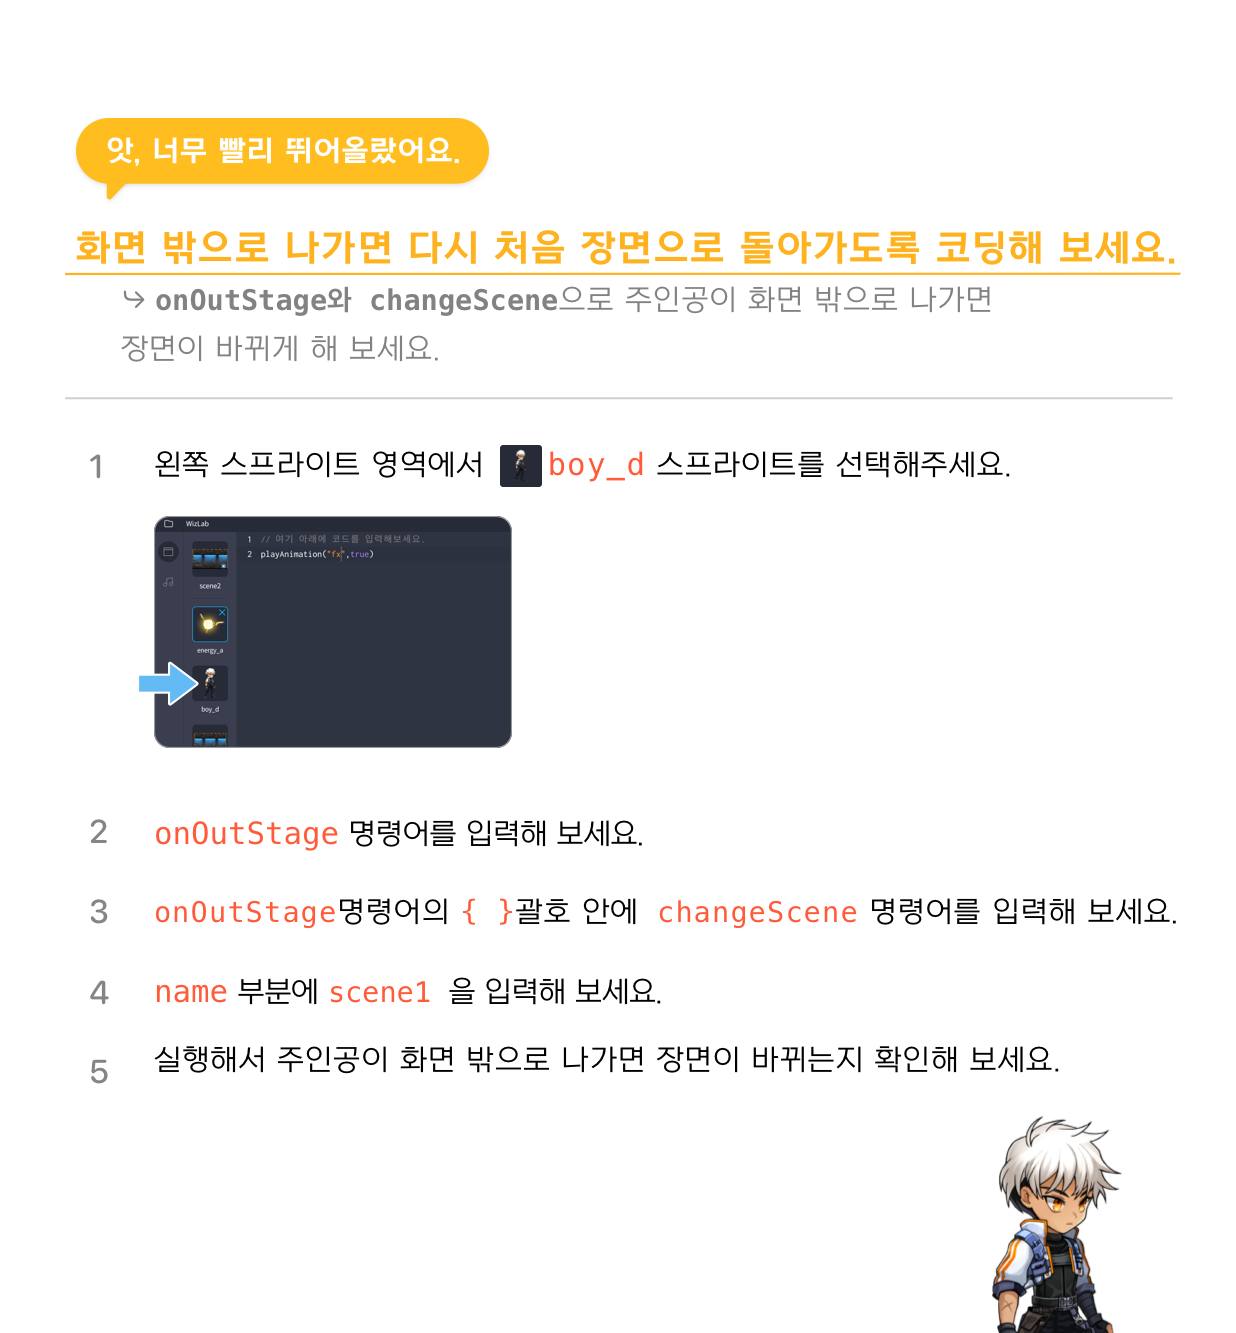 앗, 너무 빨리 뛰어올랐어요.
화면 밖으로 나가면 다시 처음 장면으로 돌아가도록 코딩해 보세요.
↪ onOutStage와 changeScene으로 주인공이 화면 밖으로 나가면
장면이 바뀌게 해 보세요.
1 왼쪽 스프라이트 영역에서 boy_d 스프라이트를 선택해주세요.
WizLab
1 // 여기 아래에 코드를 입력해보세요.
2 playAnimation("fx",true)
scene2
energy_a
boy_d
2 onOutStage 명령어를 입력해 보세요.
3 onOutStage명령어의 { }괄호 안에 changeScene 명령어를 입력해 보세요.
4 name 부분에 scene1 을 입력해 보세요.
5 실행해서 주인공이 화면 밖으로 나가면 장면이 바뀌는지 확인해 보세요.